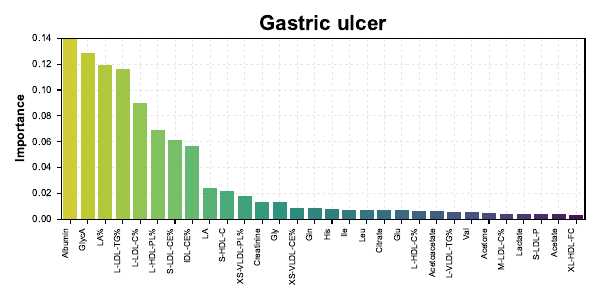 Gastric ulcer
Importance
0.14
0.12
0.10
0.08
0.06
0.04
0.02
0.00
Albumin
GlycA
LA%
L-LDL-TG%
L-LDL-C%
L-HDL-PL%
S-LDL-CE%
IDL-CE%
LA
S-HDL-C
XS-VLDL-PL%
Creatinine
Gly
XS-VLDL-CE%
Gln
His
Ile
Leu
Citrate
Glu
L-HDL-C%
Acetoacetate
L-VLDL-TG%
Val
Acetone
M-LDL-C%
Lactate
S-LDL-P
Acetate
XL-HDL-FC